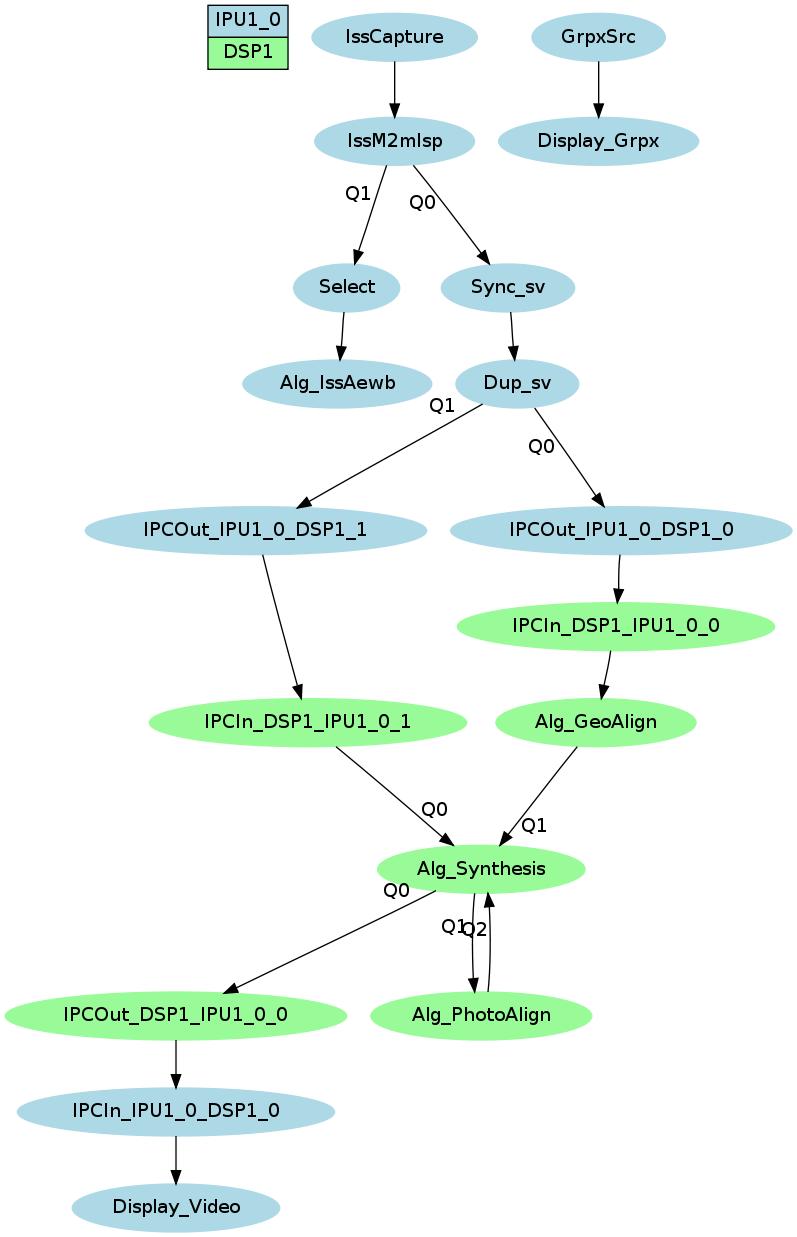 IPU1_0
DSP1
IssCapture
GrpxSrc
IssM2mIsp
Display_Grpx
Q1
Q0
Select
Sync_sv
Alg_IssAewb
Dup_sv
Q1
Q0
IPCOut_IPU1_0_DSP1_1
IPCOut_IPU1_0_DSP1_0
IPCIn_DSP1_IPU1_0_0
IPCIn_DSP1_IPU1_0_1
Alg_GeoAlign
Q0
Q1
Alg_Synthesis
Q0
Q1
Q2
IPCOut_DSP1_IPU1_0_0
Alg_PhotoAlign
IPCIn_IPU1_0_DSP1_0
Display_Video